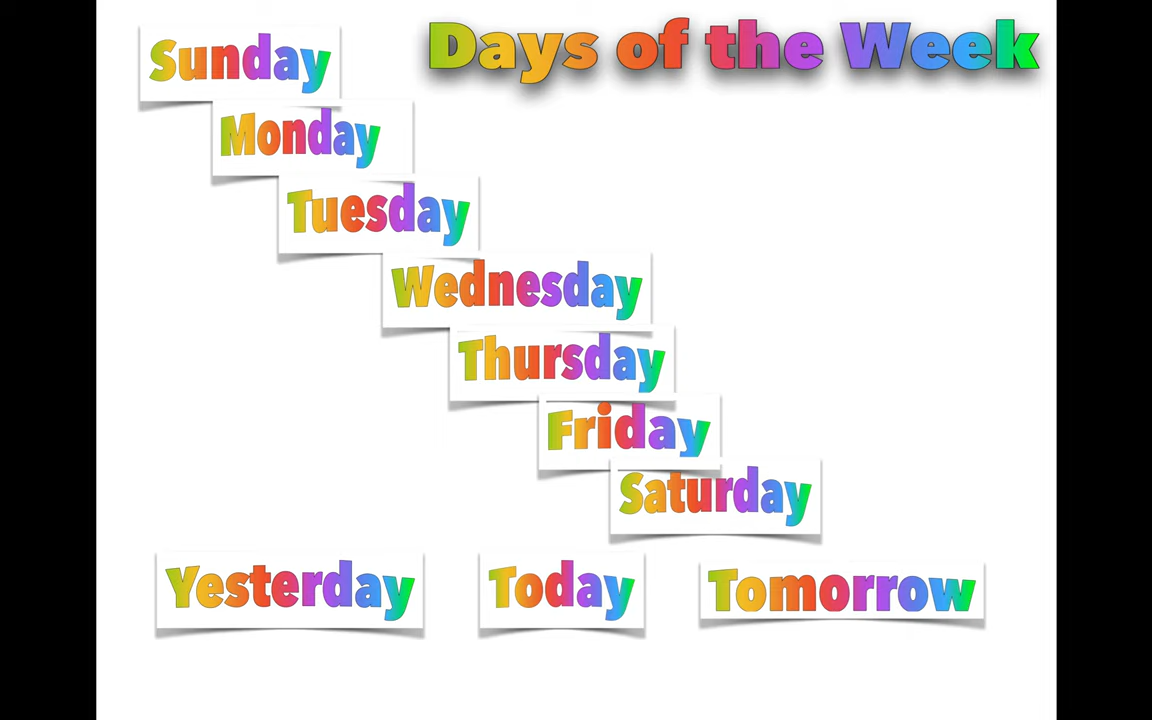 Days of the Week
Sunday
Monday
Tuesday
Wednesday
Thursday
Friday
Saturday
Yesterday Today Tomorrow